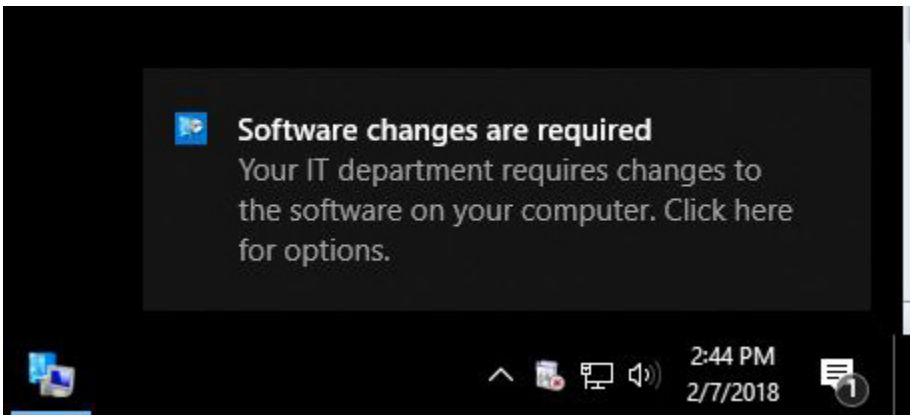 Software changes are required
Your IT department requires changes to
the software on your computer. Click here
for options.
2:44 PM
2/7/2018
1